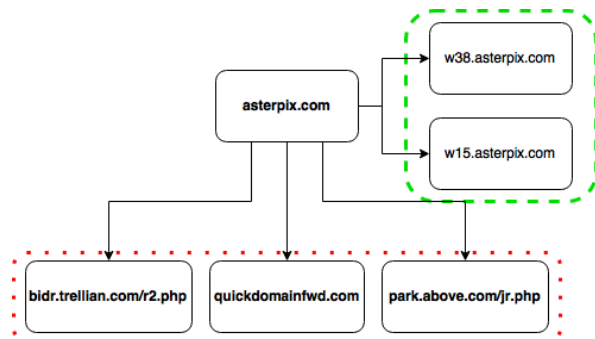 w38.asterpix.com
asterpix.com
w15.asterpix.com
bidr.trellian.com/r2.php
quickdomainfwd.com
park.above.com/jr.php